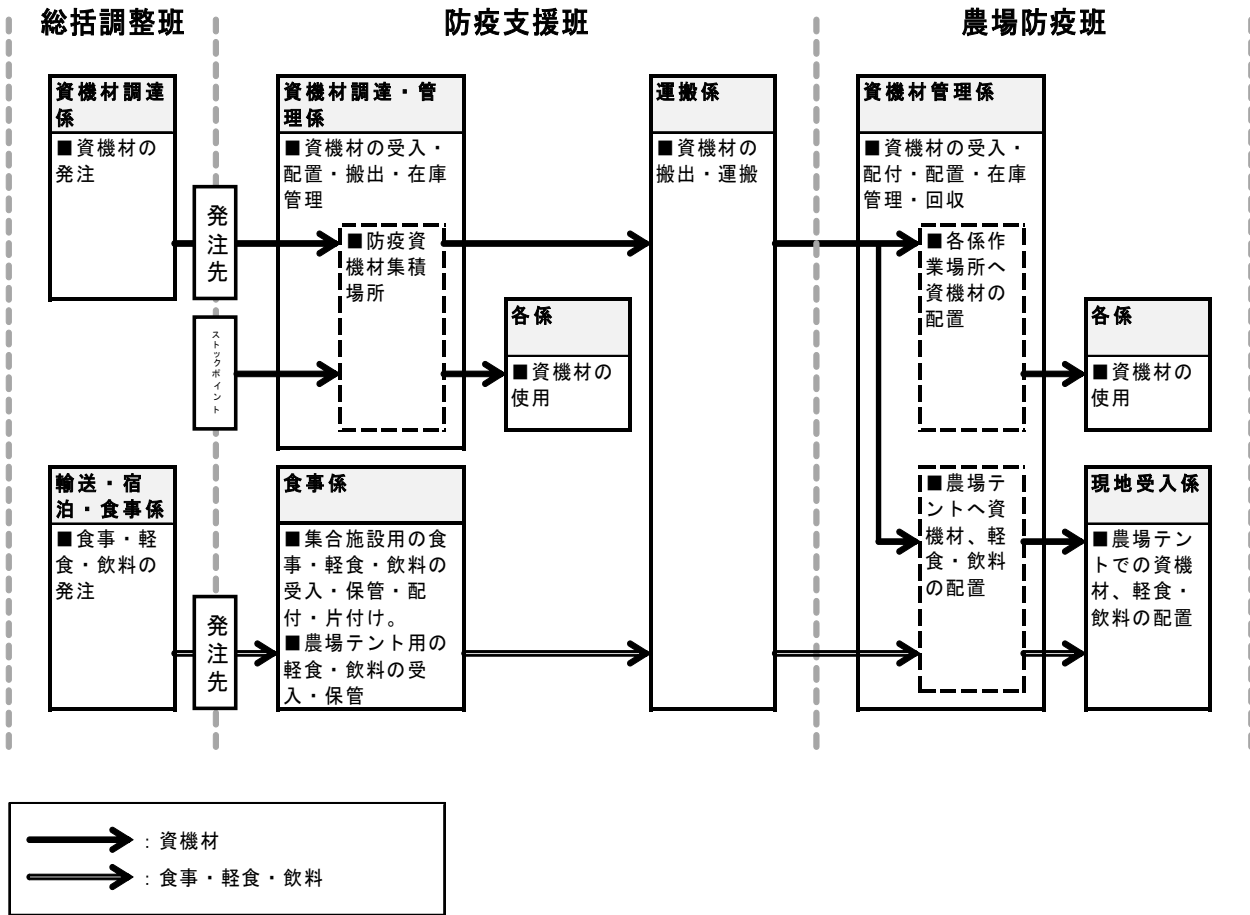 総括調整班
防疫支援班
農場防疫班
資機材調達
係
■資機材の
発注
発注先
ストックポイント
資機材調達・管
理係
■資機材の受入・
配置・搬出・在庫
管理
■防疫資
機材集積
場所
各係
■資機材の
使用
運搬係
■資機材の
搬出・運搬
資機材管理係
■資機材の受入・
配付・配置・在庫
管理・回収
■各係作
業場所へ
資機材の
配置
各係
■資機材の
使用
輸送・宿
泊・食事係
■食事・軽
食・飲料の
発注
発注先
食事係
■集合施設用の食
事・軽食・飲料の
受入・保管・配
付・片付け。
■農場テント用の
軽食・飲料の受
入・保管
■農場テ
ントへ資
機材、軽
食・飲料
の配置
現地受入係
■農場テン
トでの資機
材、軽食・
飲料の配置
：資機材
：食事・軽食・飲料